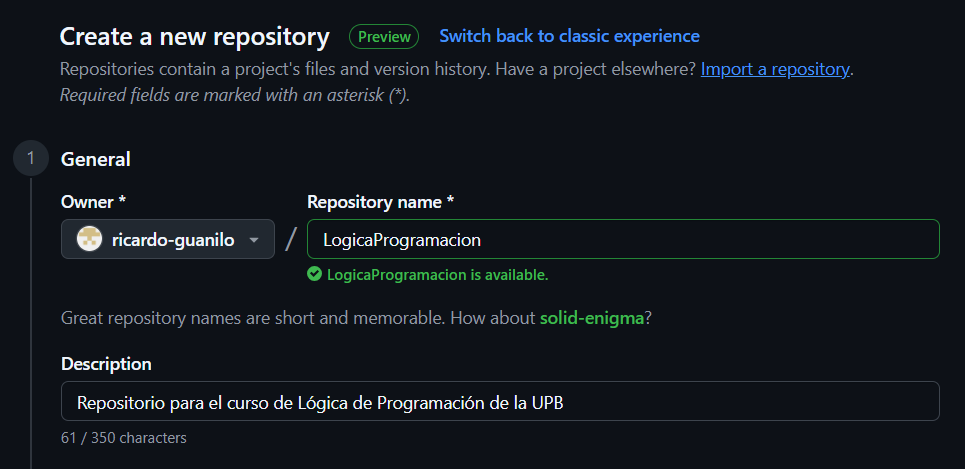 Create a new repository Preview Switch back to classic experience
Repositories contain a project's files and version history. Have a project elsewhere? Import a repository.
Required fields are marked with an asterisk (*).
1 General
Owner * Repository name *
ricardo-guanilo / LogicaProgramacion
LogicaProgramacion is available.
Great repository names are short and memorable. How about solid-enigma?
Description
Repositorio para el curso de Lógica de Programación de la UPB
61 / 350 characters